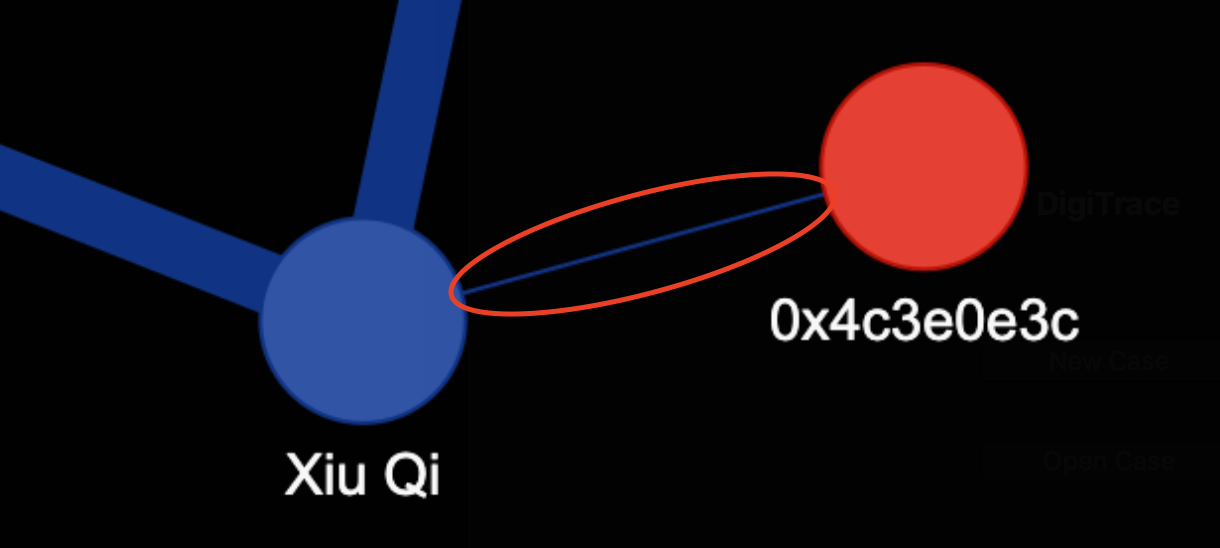 DigiTrace
0x4c3e0e3c
New Case
Open Case
Xiu Qi